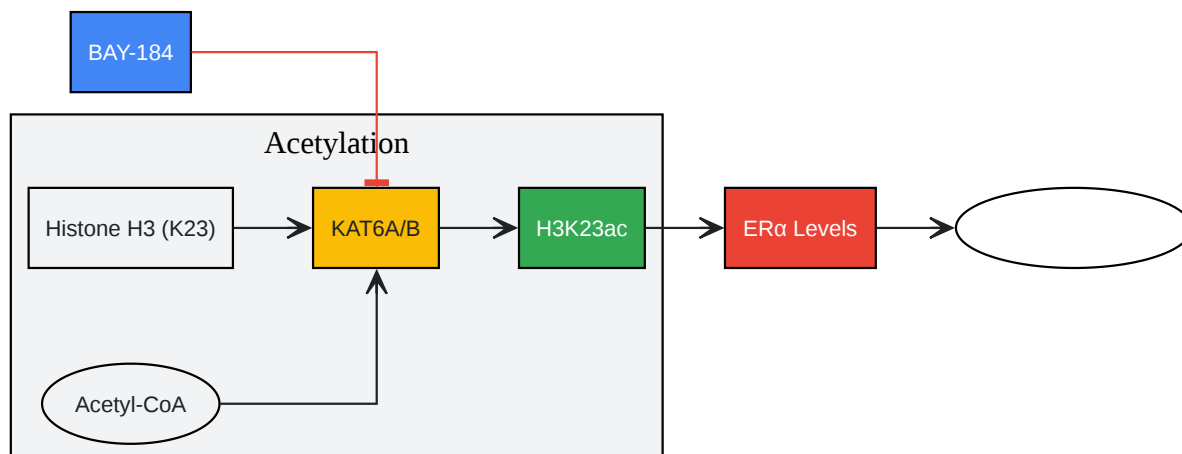 BAY-184
Acetylation
Histone H3 (K23)
KAT6A/B
H3K23ac
ERα Levels
Acetyl-CoA